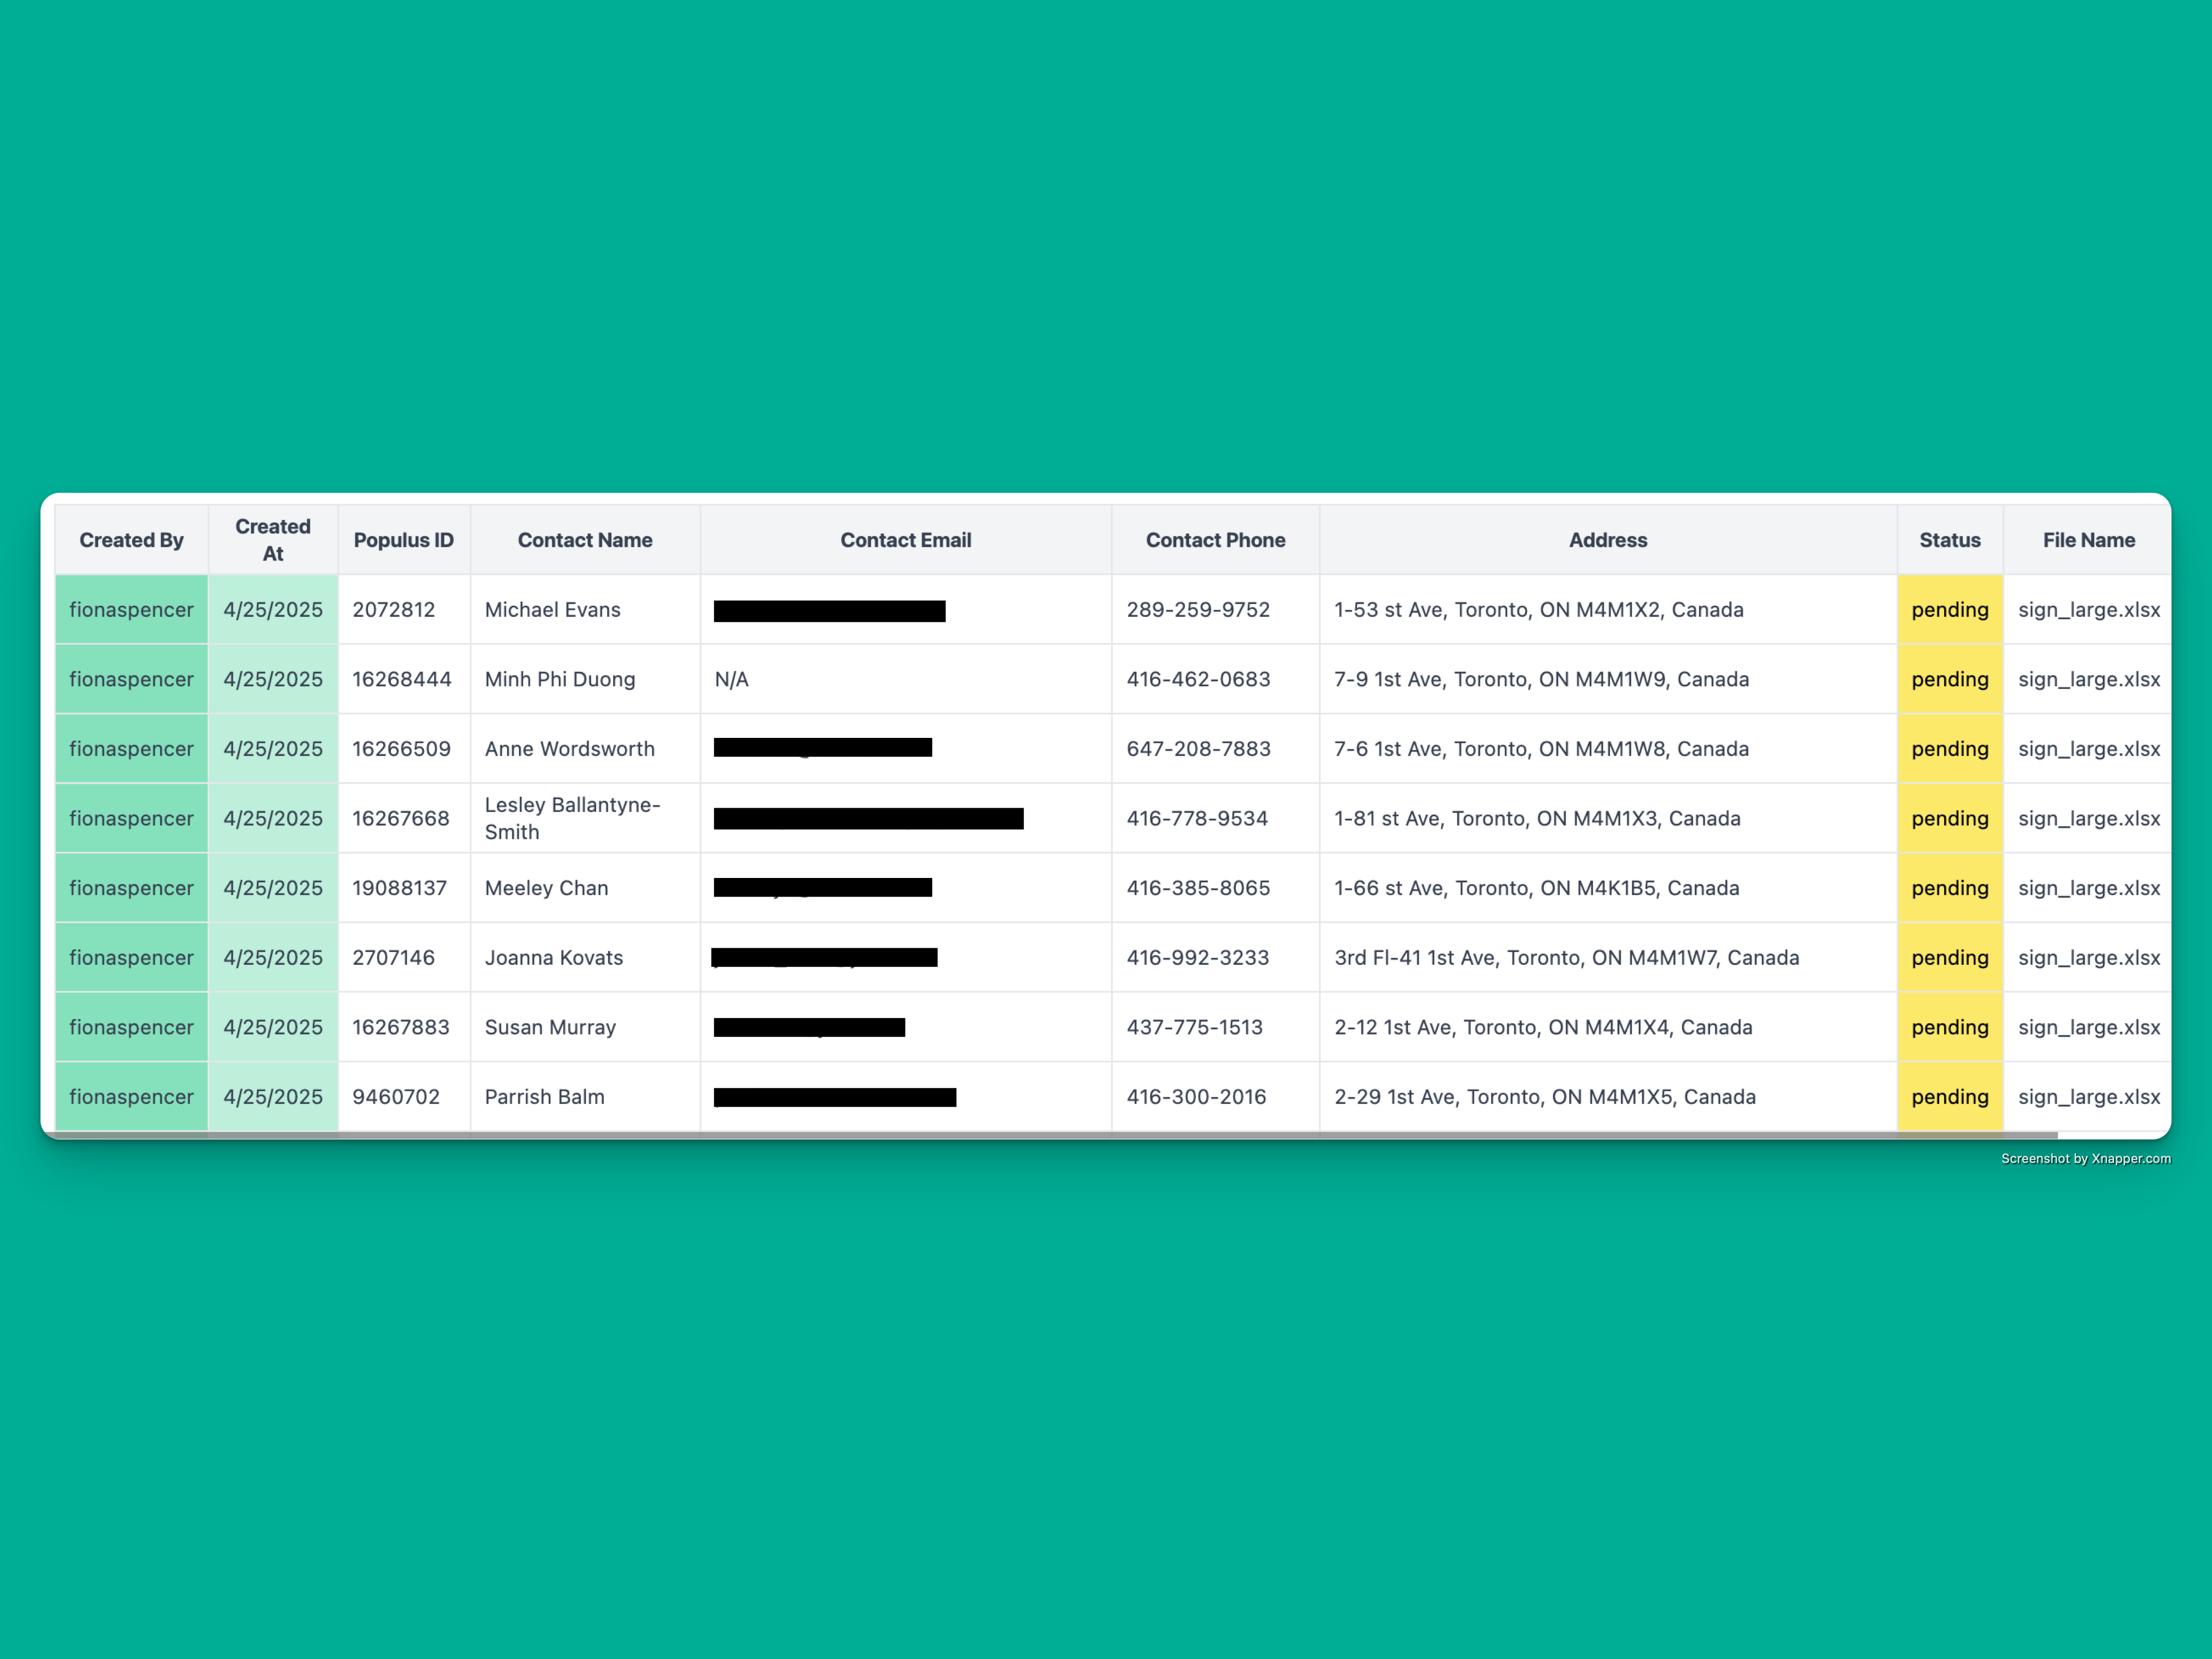 Created By Created At Populus ID Contact Name Contact Email Contact Phone Address Status File Name
fionaspencer 4/25/2025 2072812 Michael Evans 289-259-9752 1-53 st Ave, Toronto, ON M4M1X2, Canada pending sign_large.xlsx
fionaspencer 4/25/2025 16268444 Minh Phi Duong N/A 416-462-0683 7-9 1st Ave, Toronto, ON M4M1W9, Canada pending sign_large.xlsx
fionaspencer 4/25/2025 16266509 Anne Wordsworth 647-208-7883 7-6 1st Ave, Toronto, ON M4M1W8, Canada pending sign_large.xlsx
fionaspencer 4/25/2025 16267668 Lesley Ballantyne-Smith 416-778-9534 1-81 st Ave, Toronto, ON M4M1X3, Canada pending sign_large.xlsx
fionaspencer 4/25/2025 19088137 Meeley Chan 416-385-8065 1-66 st Ave, Toronto, ON M4K1B5, Canada pending sign_large.xlsx
fionaspencer 4/25/2025 2707146 Joanna Kovats 416-992-3233 3rd Fl-41 1st Ave, Toronto, ON M4M1W7, Canada pending sign_large.xlsx
fionaspencer 4/25/2025 16267883 Susan Murray 437-775-1513 2-12 1st Ave, Toronto, ON M4M1X4, Canada pending sign_large.xlsx
fionaspencer 4/25/2025 9460702 Parrish Balm 416-300-2016 2-29 1st Ave, Toronto, ON M4M1X5, Canada pending sign_large.xlsx
Screenshot by Xnapper.com